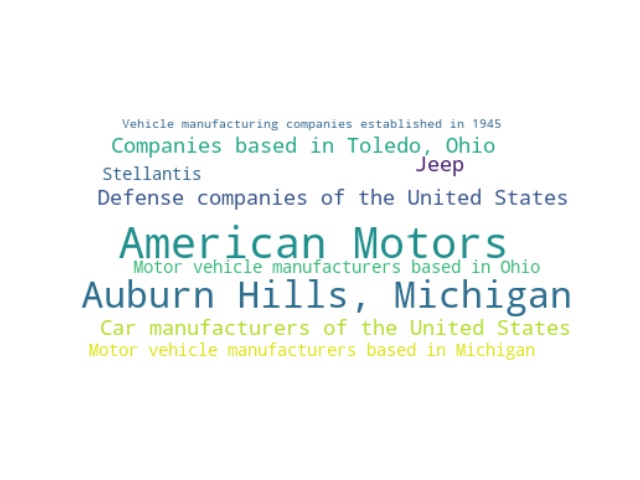 Vehicle manufacturing companies established in 1945
Companies based in Toledo, Ohio
Jeep
Stellantis
Defense companies of the United States
American Motors
Motor vehicle manufacturers based in Ohio
Auburn Hills, Michigan
Car manufacturers of the United States
Motor vehicle manufacturers based in Michigan